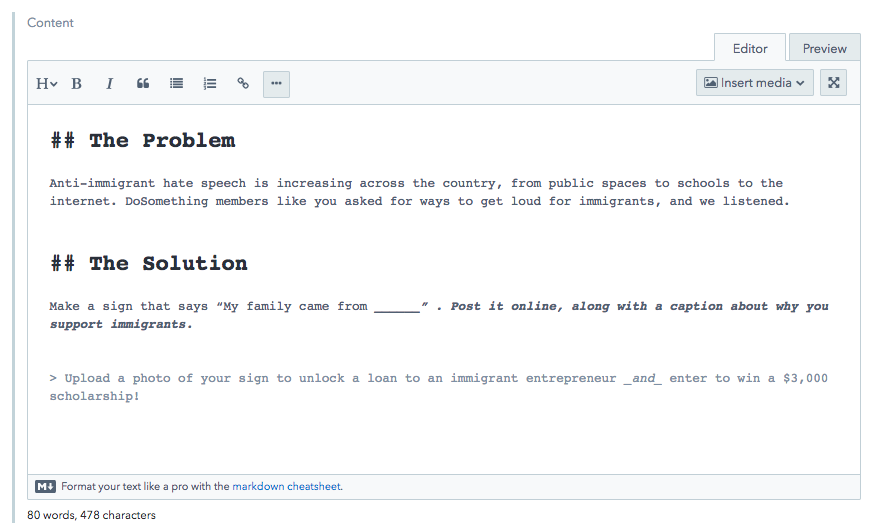 Content
Editor Preview
H B I Insert media
## The Problem
Anti-immigrant hate speech is increasing across the country, from public spaces to schools to the
internet. DoSomething members like you asked for ways to get loud for immigrants, and we listened.
## The Solution
Make a sign that says “My family came from ______” . Post it online, along with a caption about why you
support immigrants.
> Upload a photo of your sign to unlock a loan to an immigrant entrepreneur _and_ enter to win a $3,000
scholarship!
M Format your text like a pro with the markdown cheatsheet.
80 words, 478 characters